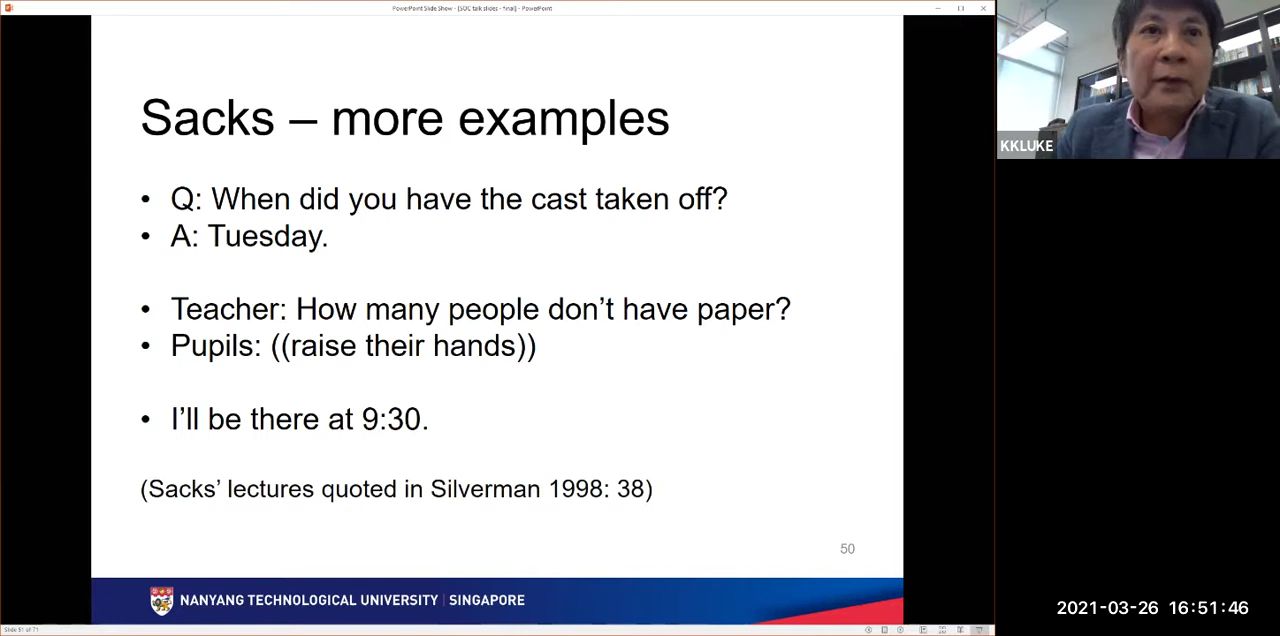 PowerPoint Slide Show - [SOC talk slides - final] - PowerPoint
Sacks – more examples
• Q: When did you have the cast taken off?
• A: Tuesday.
• Teacher: How many people don’t have paper?
• Pupils: ((raise their hands))
• I’ll be there at 9:30.
(Sacks’ lectures quoted in Silverman 1998: 38)
50
NANYANG TECHNOLOGICAL UNIVERSITY | SINGAPORE
Slide 51 of 71
KKLUKE
2021-03-26 16:51:46